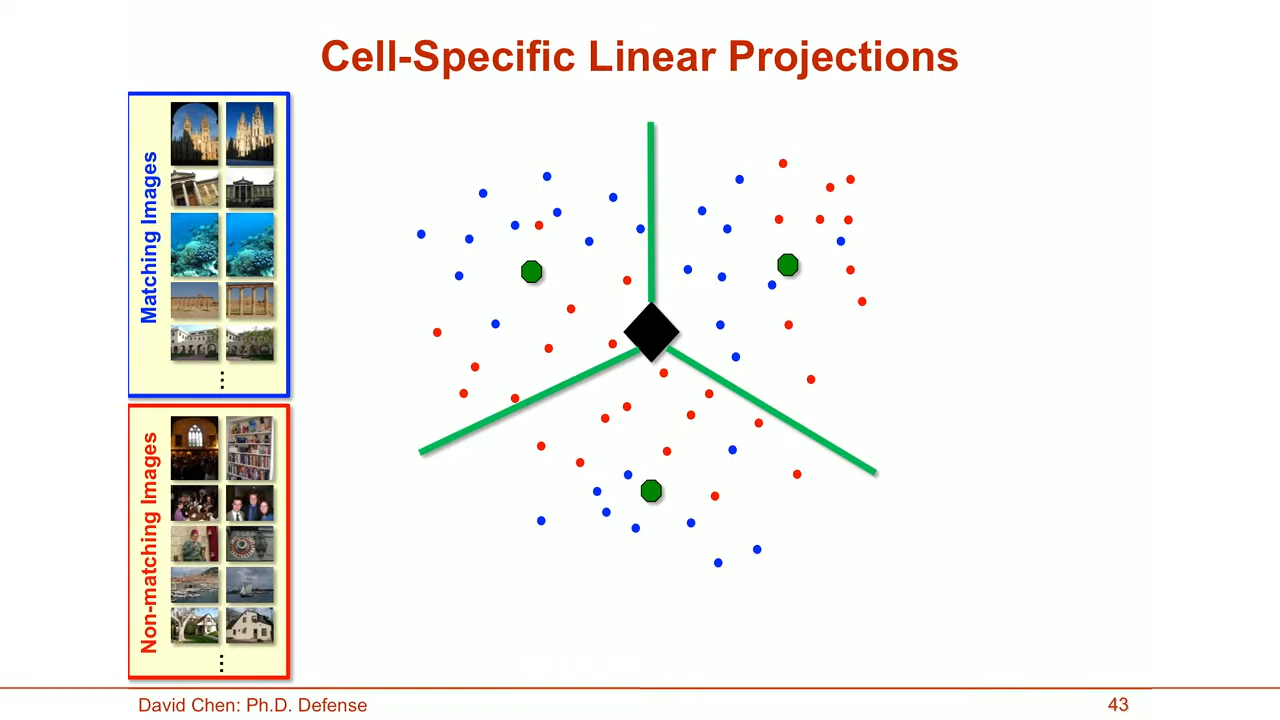 Cell-Specific Linear Projections
Matching Images
...
Non-matching Images
...
David Chen: Ph.D. Defense
43